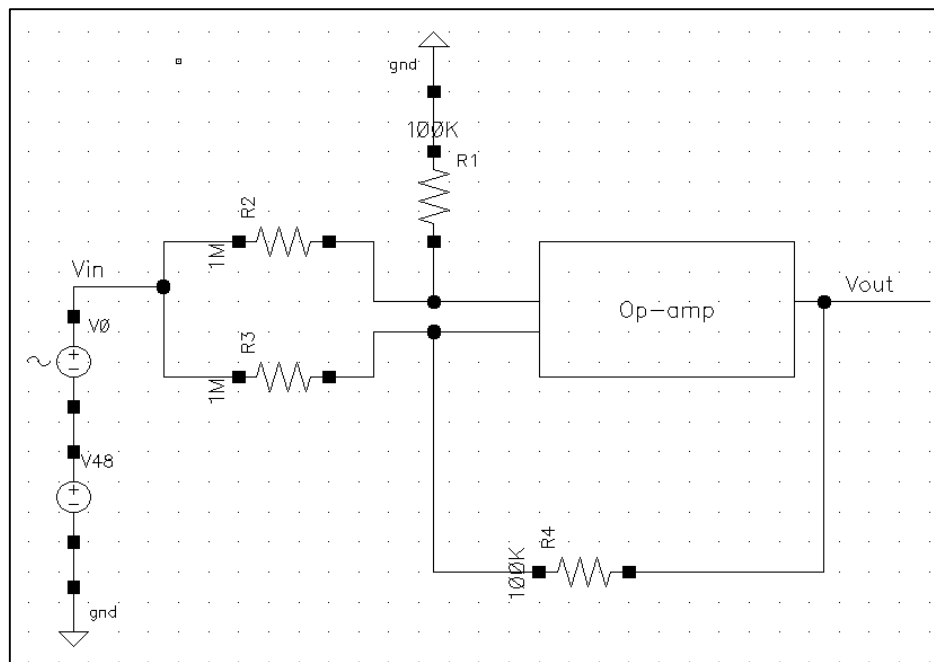 gnd
100K
R1
R2
1M
Vin
Vout
Op-amp
V0
R3
1M
V48
R4
100K
gnd